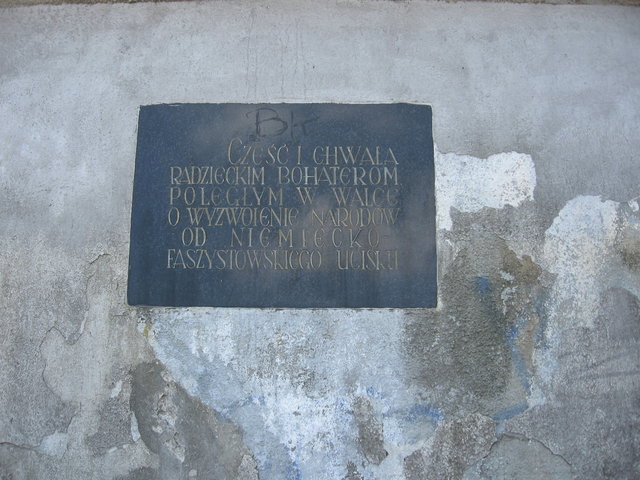 CZEŚĆ I CHWAŁA
RADZIECKIM BOHATEROM
POLEGŁYM W WALCE
O WYZWOLENIE NARODÓW
OD NIEMIECKO-
FASZYSTOWSKIEGO UCISKU